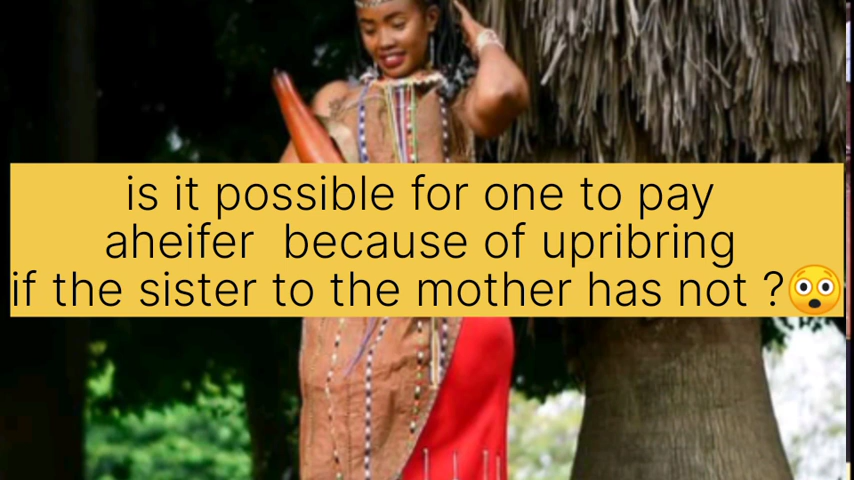 is it possible for one to pay
aheifer because of upribring
if the sister to the mother has not ?😳